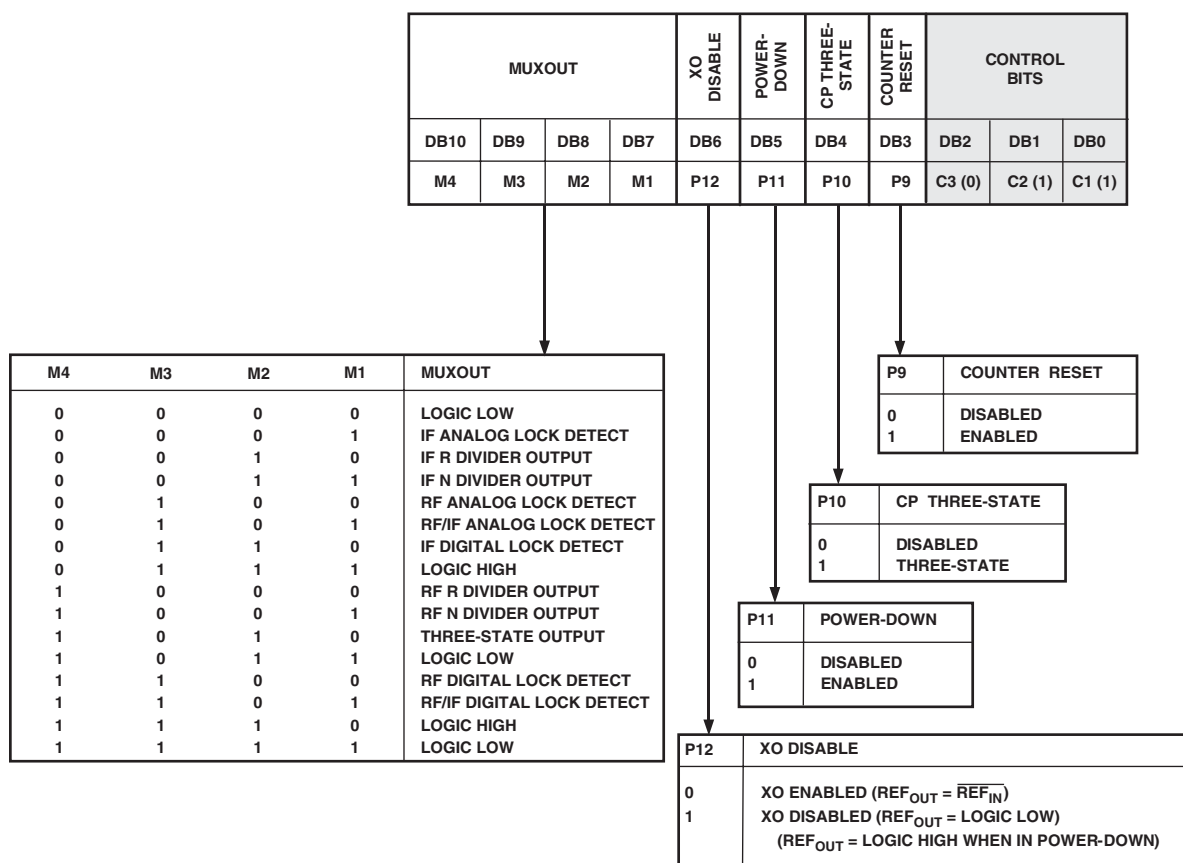 MUXOUT
XO DISABLE
POWER-DOWN
CP THREE-STATE
COUNTER RESET
CONTROL BITS
DB10 DB9 DB8 DB7 DB6 DB5 DB4 DB3 DB2 DB1 DB0
M4 M3 M2 M1 P12 P11 P10 P9 C3 (0) C2 (1) C1 (1)
M4 M3 M2 M1 MUXOUT
0 0 0 0 LOGIC LOW
0 0 0 1 IF ANALOG LOCK DETECT
0 0 1 0 IF R DIVIDER OUTPUT
0 0 1 1 IF N DIVIDER OUTPUT
0 1 0 0 RF ANALOG LOCK DETECT
0 1 0 1 RF/IF ANALOG LOCK DETECT
0 1 1 0 IF DIGITAL LOCK DETECT
0 1 1 1 LOGIC HIGH
1 0 0 0 RF R DIVIDER OUTPUT
1 0 0 1 RF N DIVIDER OUTPUT
1 0 1 0 THREE-STATE OUTPUT
1 0 1 1 LOGIC LOW
1 1 0 0 RF DIGITAL LOCK DETECT
1 1 0 1 RF/IF DIGITAL LOCK DETECT
1 1 1 0 LOGIC HIGH
1 1 1 1 LOGIC LOW
P9 COUNTER RESET
0 DISABLED
1 ENABLED
P10 CP THREE-STATE
0 DISABLED
1 THREE-STATE
P11 POWER-DOWN
0 DISABLED
1 ENABLED
P12 XO DISABLE
0 XO ENABLED (REFOUT = R̅E̅F̅I̅N̅)
1 XO DISABLED (REFOUT = LOGIC LOW)
(REFOUT = LOGIC HIGH WHEN IN POWER-DOWN)